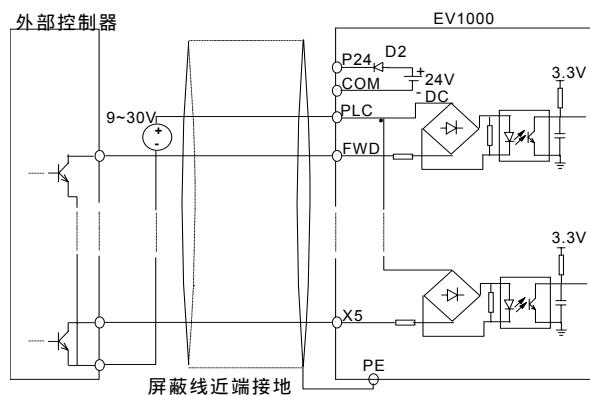 外部控制器
EV1000
P24
D2
+
24V
COM
-
DC
3.3V
9~30V
PLC
+
-
FWD
3.3V
X5
PE
屏蔽线近端接地